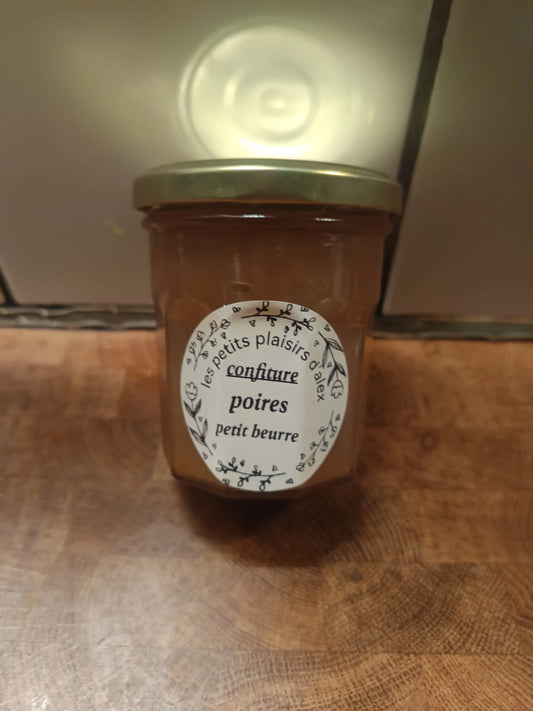 les petits plaisirs d'alex
confiture
poires
petit beurre